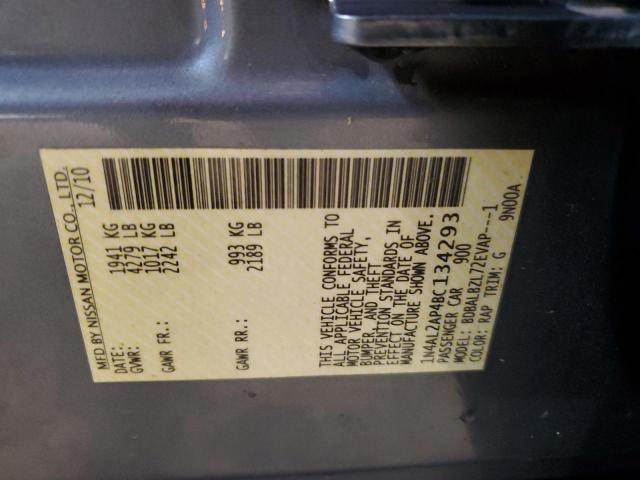 MFD BY NISSAN MOTOR CO., LTD.
DATE: 12/10
GVWR: 1941 KG
4279 LB
GAWR FR.: 1017 KG
2242 LB
GAWR RR.: 993 KG
2189 LB
THIS VEHICLE CONFORMS TO
ALL APPLICABLE FEDERAL
MOTOR VEHICLE SAFETY,
BUMPER, AND THEFT
PREVENTION STANDARDS IN
EFFECT ON THE DATE OF
MANUFACTURE SHOWN ABOVE.
1N4AL2AP4BC134293
PASSENGER CAR 900
MODEL: BDBALBZL72EVAP---1
COLOR: RAP TRIM: G 9N00A